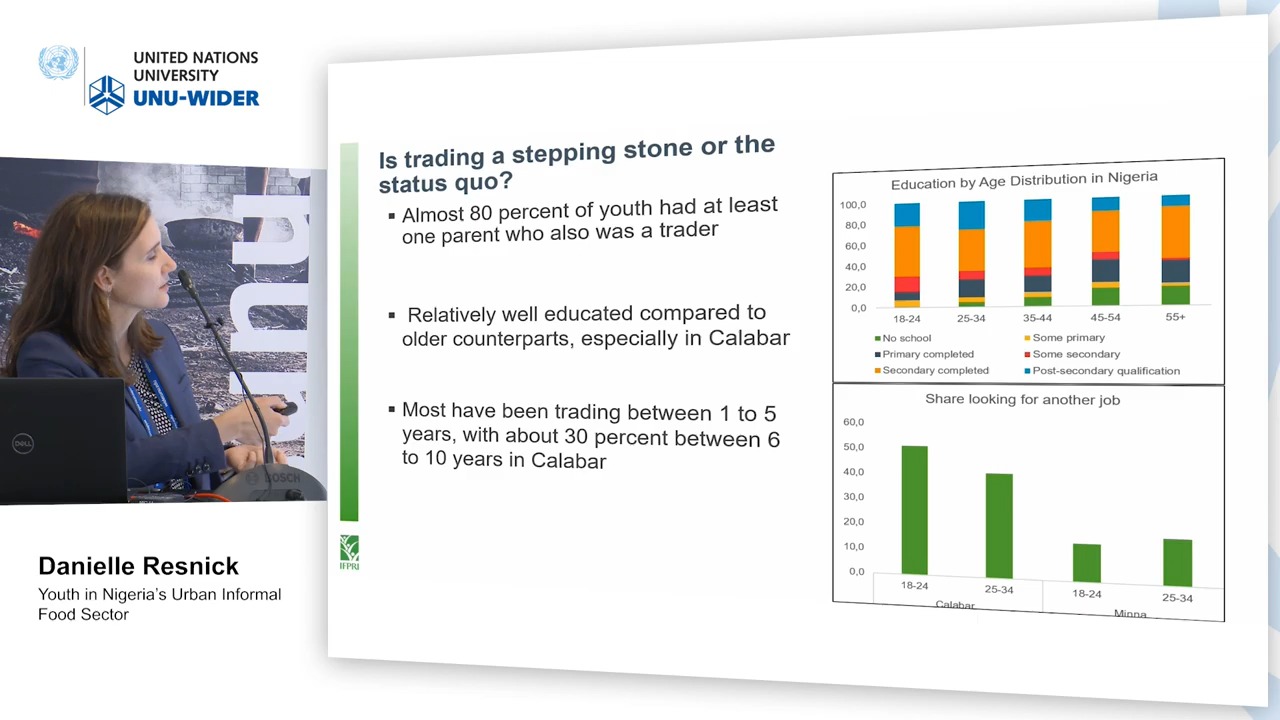 UNITED NATIONS
UNIVERSITY
UNU-WIDER
unu
DELL
BOSCH
Danielle Resnick
Youth in Nigeria's Urban Informal
Food Sector
Is trading a stepping stone or the
status quo?
▪ Almost 80 percent of youth had at least
one parent who also was a trader
▪ Relatively well educated compared to
older counterparts, especially in Calabar
▪ Most have been trading between 1 to 5
years, with about 30 percent between 6
to 10 years in Calabar
IFPRI
Education by Age Distribution in Nigeria
100,0
80,0
60,0
40,0
20,0
0,0
18-24 25-34 35-44 45-54 55+
No school Some primary
Primary completed Some secondary
Secondary completed Post-secondary qualification
Share looking for another job
60,0
50,0
40,0
30,0
20,0
10,0
0,0
18-24 25-34 18-24 25-34
Calabar Minna